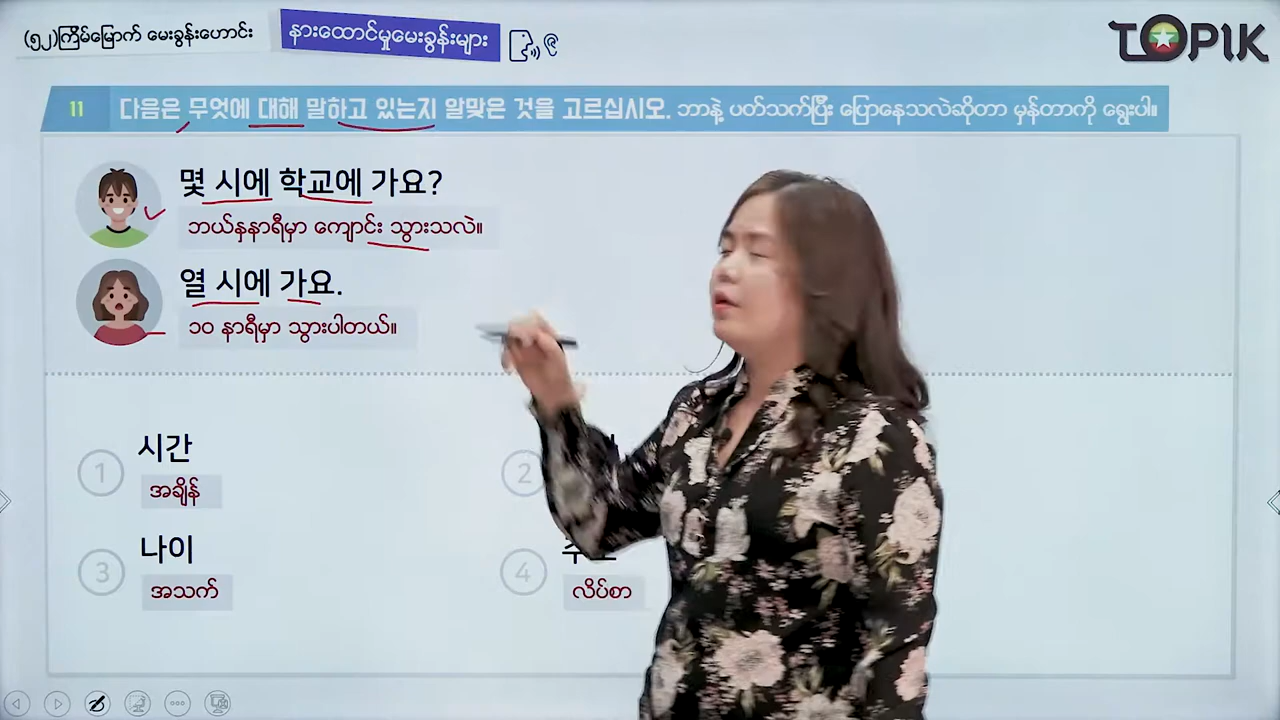 (၅၂)ကြိမ်မြောက် မေးခွန်းဟောင်း
နားထောင်မှုမေးခွန်းများ
TOPIK
11 다음은 무엇에 대해 말하고 있는지 알맞은 것을 고르십시오. ဘာနဲ့ ပတ်သက်ပြီး ပြောနေသလဲဆိုတာ မှန်တာကို ရွေးပါ။
몇 시에 학교에 가요?
ဘယ်နှနာရီမှာ ကျောင်း သွားသလဲ။
열 시에 가요.
၁၀ နာရီမှာ သွားပါတယ်။
1 시간
အချိန်
2
3 나이
အသက်
4
လိပ်စာ